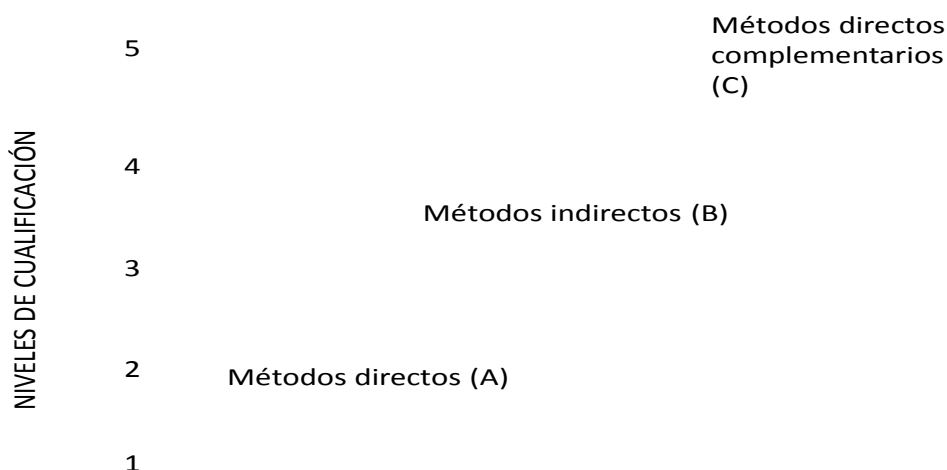 Métodos directos
complementarios
(C)
5
4
Métodos indirectos (B)
3
2
Métodos directos (A)
1
NIVELES DE CUALIFICACIÓN